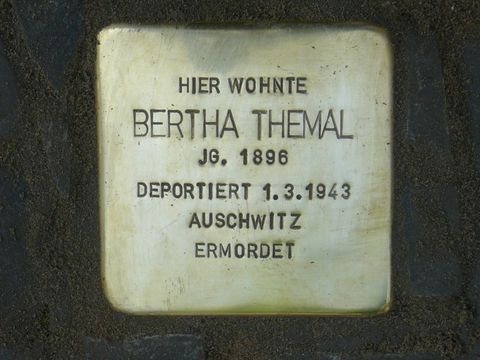 HIER WOHNTE
BERTHA THEMAL
JG. 1896
DEPORTIERT 1.3.1943
AUSCHWITZ
ERMORDET